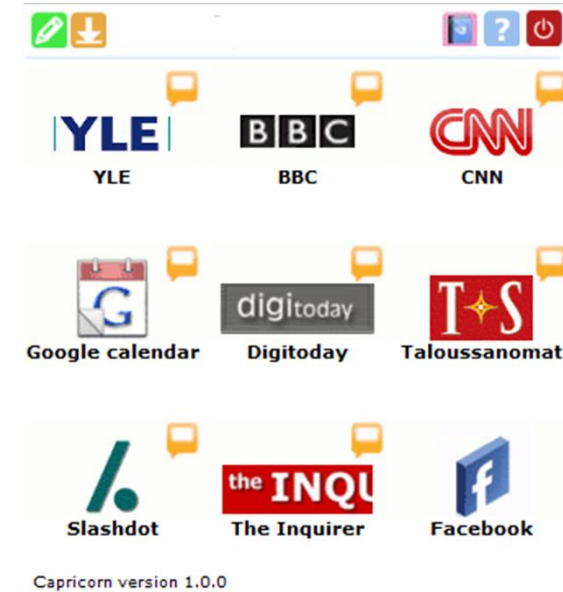 ?
YLE
BBC
CNN
YLE
BBC
CNN
G
digitoday
T S
Google calendar
Digitoday
Taloussanomat
/.
the INQU
f
Slashdot
The Inquirer
Facebook
Capricorn version 1.0.0